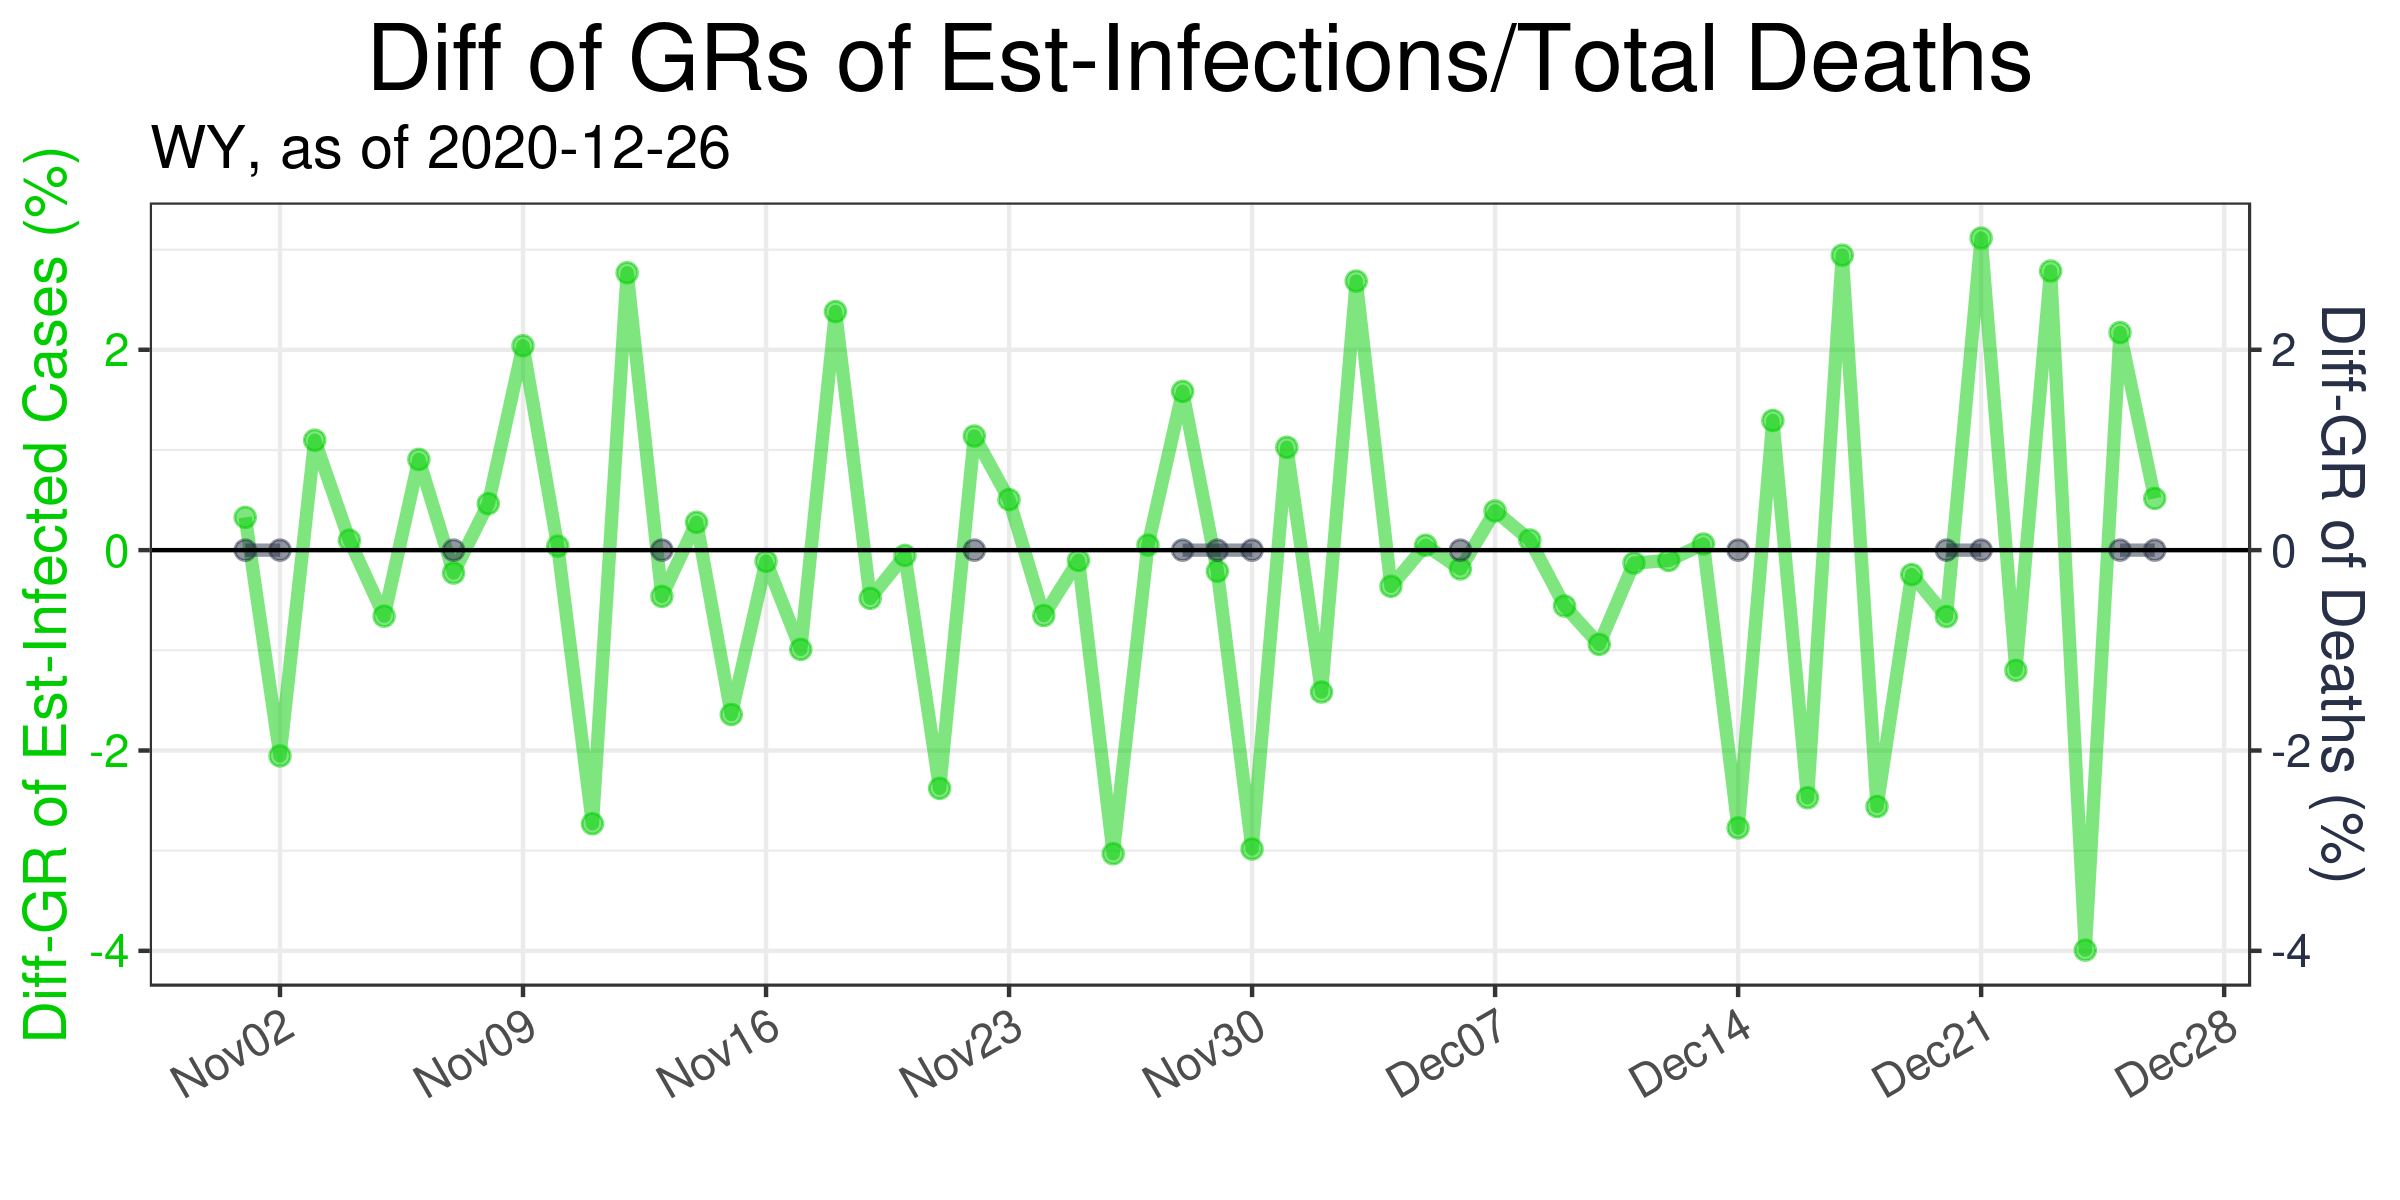 Diff of GRs of Est-Infections/Total Deaths
WY, as of 2020-12-26
Diff-GR of Est-Infected Cases (%)
2
0
-2
-4
2
0
-2
-4
Diff-GR of Deaths (%)
Nov02
Nov09
Nov16
Nov23
Nov30
Dec07
Dec14
Dec21
Dec28